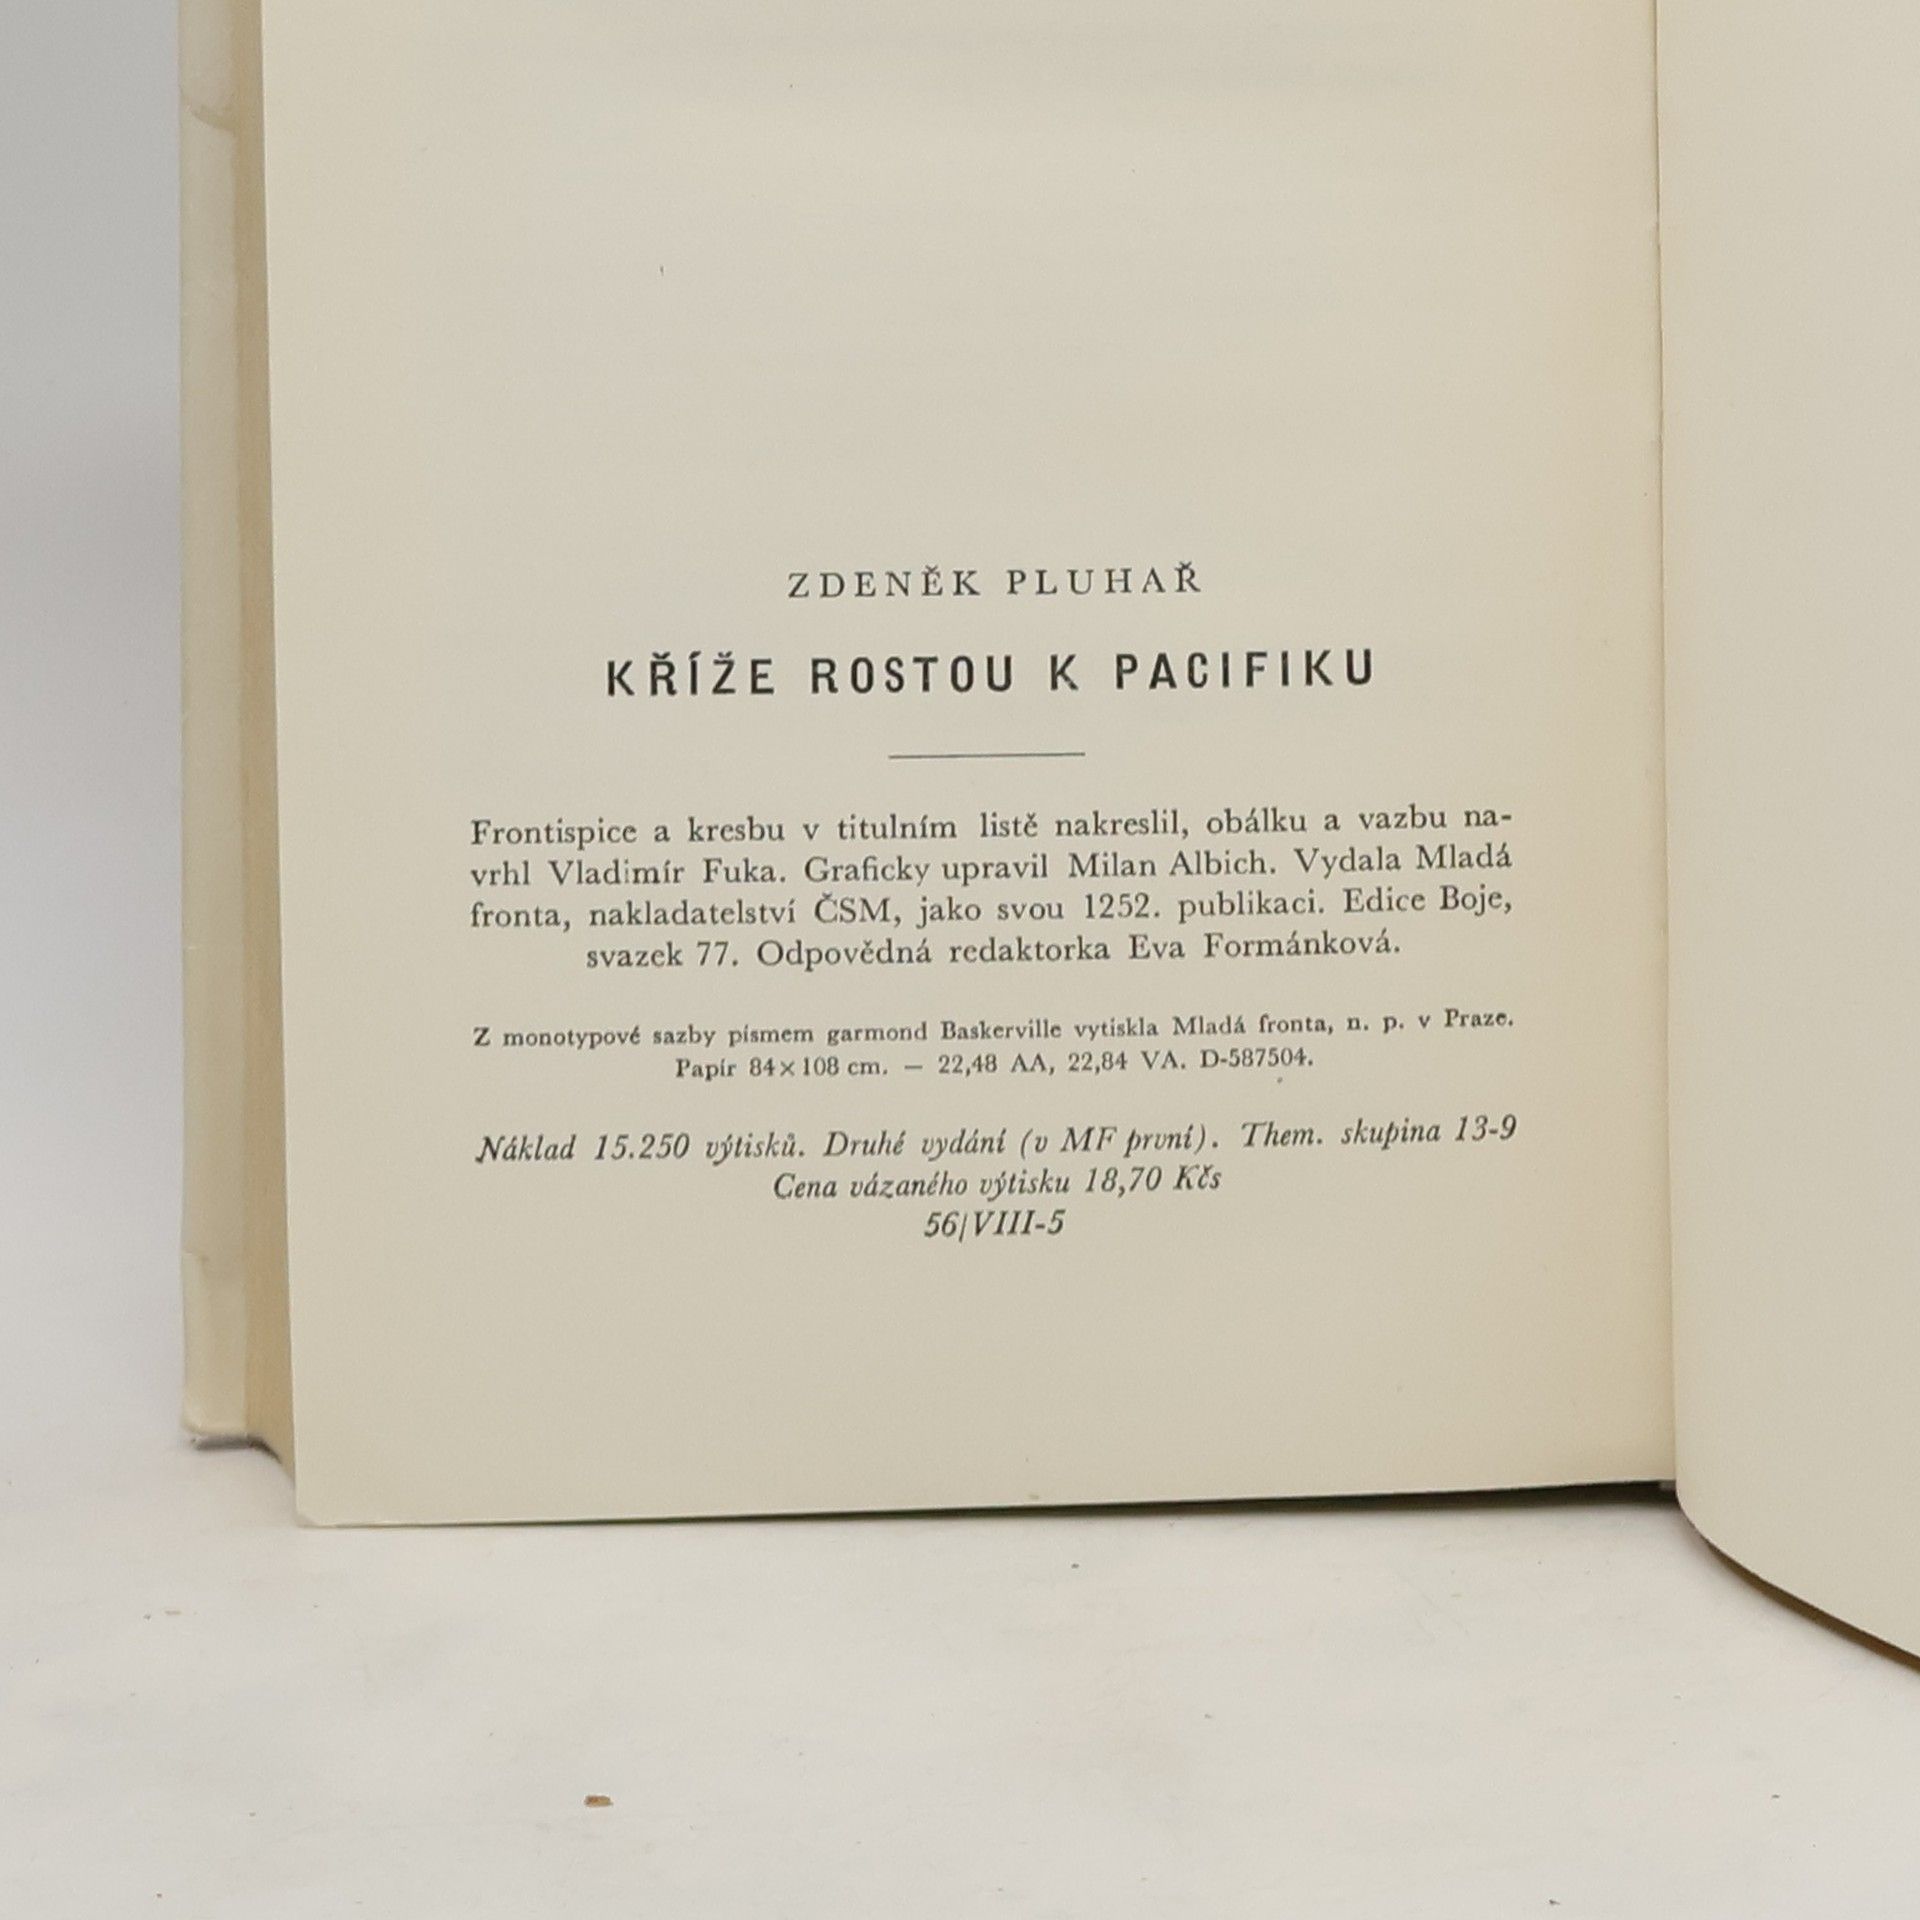 ZDENĚK PLUHAŘ
KŘÍŽE ROSTOU K PACIFIKU
Frontispice a kresbu v titulním listě nakreslil, obálku a vazbu na-
vrhl Vladimír Fuka. Graficky upravil Milan Albich. Vydala Mladá
fronta, nakladatelství ČSM, jako svou 1252. publikaci. Edice Boje,
svazek 77. Odpovědná redaktorka Eva Formánková.
Z monotypové sazby písmem garmond Baskerville vytiskla Mladá fronta, n. p. v Praze.
Papír 84×108 cm. — 22,48 AA, 22,84 VA. D-587504.
Náklad 15.250 výtisků. Druhé vydání (v MF první). Them. skupina 13-9
Cena vázaného výtisku 18,70 Kčs
56/VIII-5